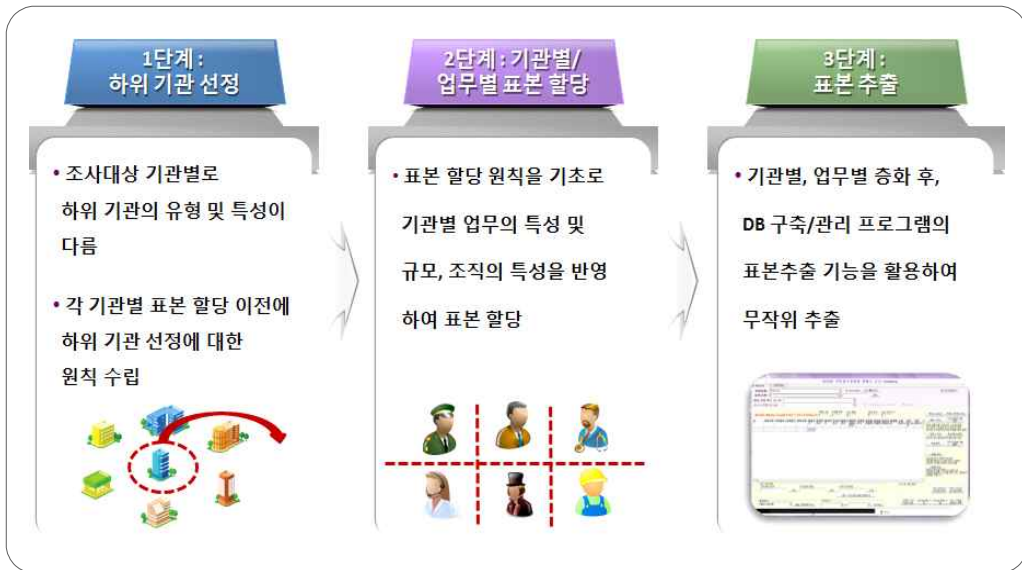 1단계 :
하위 기관 선정
• 조사대상 기관별로
하위 기관의 유형 및 특성이
다름
• 각 기관별 표본 할당 이전에
하위 기관 선정에 대한
원칙 수립
2단계 : 기관별/
업무별 표본 할당
• 표본 할당 원칙을 기초로
기관별 업무의 특성 및
규모, 조직의 특성을 반영
하여 표본 할당
3단계 :
표본 추출
• 기관별, 업무별 층화 후,
DB 구축/관리 프로그램의
표본추출 기능을 활용하여
무작위 추출